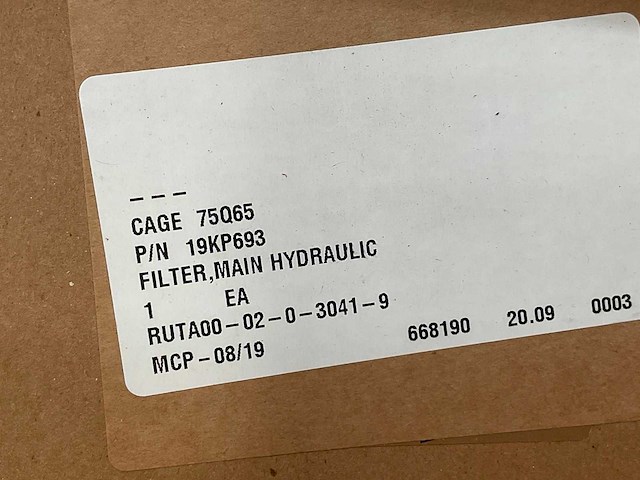 ---
CAGE 75Q65
P/N 19KP693
FILTER,MAIN HYDRAULIC
1 EA
RUTA00-02-0-3041-9
MCP-08/19 668190 20.09 0003